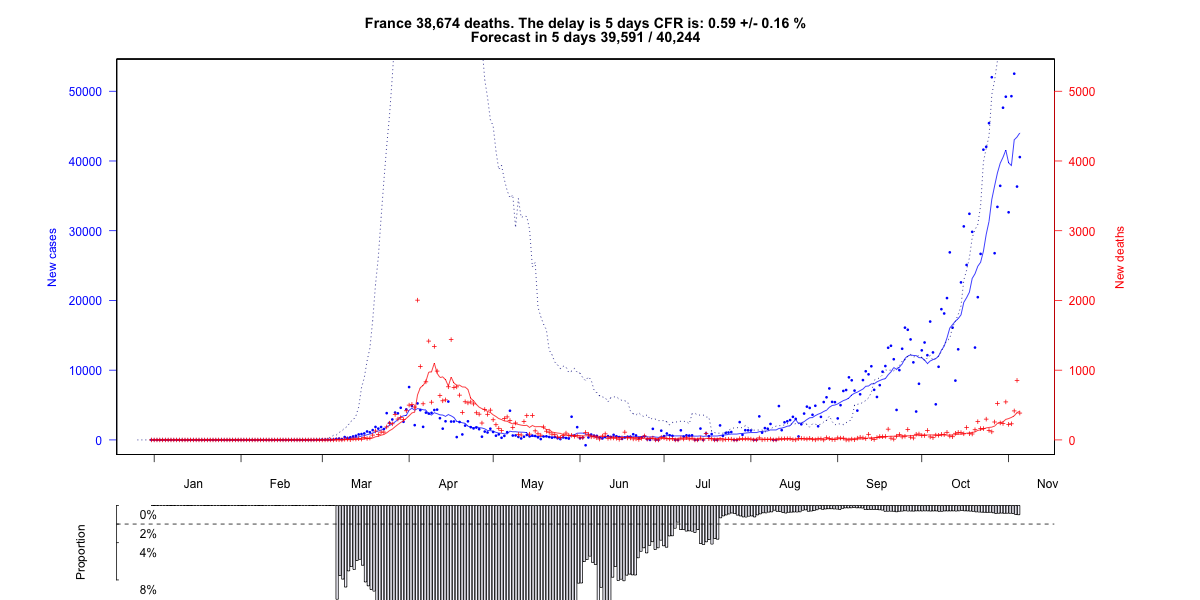 France 38,674 deaths. The delay is 5 days CFR is: 0.59 +/- 0.16 %
Forecast in 5 days 39,591 / 40,244
50000
40000
30000
20000
10000
0
New cases
5000
4000
3000
2000
1000
0
New deaths
Jan Feb Mar Apr May Jun Jul Aug Sep Oct Nov
Proportion
0%
2%
4%
8%